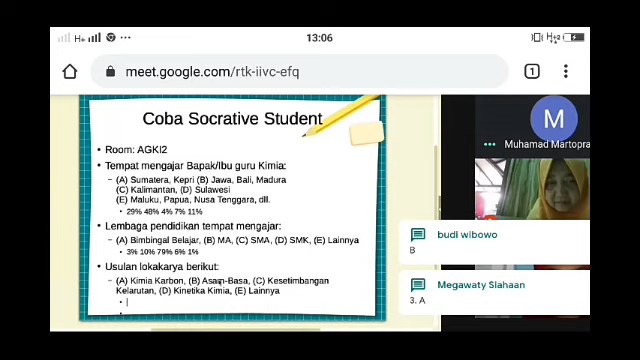 13:06
meet.google.com/rtk-iivc-efq
1
Coba Socrative Student
• Room: AGKI2
• Tempat mengajar Bapak/Ibu guru Kimia:
– (A) Sumatera, Kepri (B) Jawa, Bali, Madura
(C) Kalimantan, (D) Sulawesi
(E) Maluku, Papua, Nusa Tenggara, dll.
• 29% 48% 4% 7% 11%
• Lembaga pendidikan tempat mengajar:
– (A) Bimbingal Belajar, (B) MA, (C) SMA, (D) SMK, (E) Lainnya
• 3% 10% 79% 6% 1%
• Usulan lokakarya berikut:
– (A) Kimia Karbon, (B) Asam-Basa, (C) Kesetimbangan
Kelarutan, (D) Kinetika Kimia, (E) Lainnya
M
Muhamad Martopra
budi wibowo
B
Megawaty Slahaan
3. A